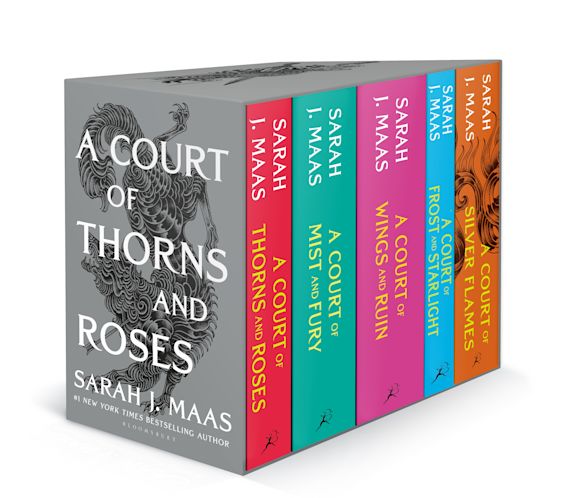 A COURT
OF
THORNS
AND
ROSES
SARAH J. MAAS
#1 NEW YORK TIMES BESTSELLING AUTHOR
BLOOMSBURY
SARAH
J. MAAS
A COURT OF
THORNS AND ROSES
SARAH
J. MAAS
A COURT OF
MIST AND FURY
SARAH
J. MAAS
A COURT OF
WINGS AND RUIN
SARAH
J. MAAS
A COURT OF
FROST AND STARLIGHT
SARAH
J. MAAS
A COURT OF
SILVER FLAMES